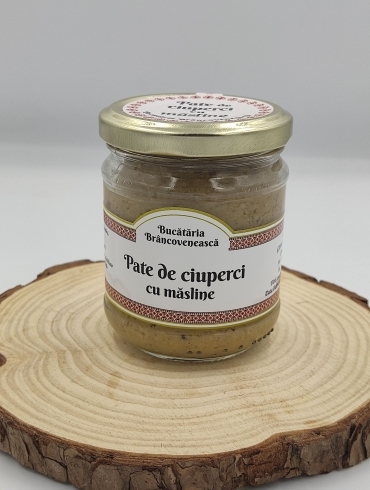 Pate de ciuperci
cu
măsline
Bucătăria
Brâncovenească
Pate de ciuperci
cu măsline